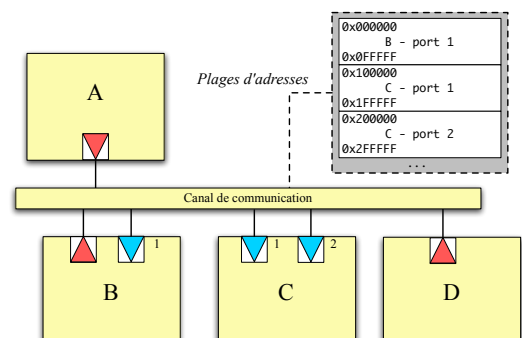 0x000000
B - port 1
0x0FFFFF
0x100000
C - port 1
0x1FFFFF
0x200000
C - port 2
0x2FFFFF
...
Plages d'adresses
A
Canal de communication
1
1
2
B
C
D